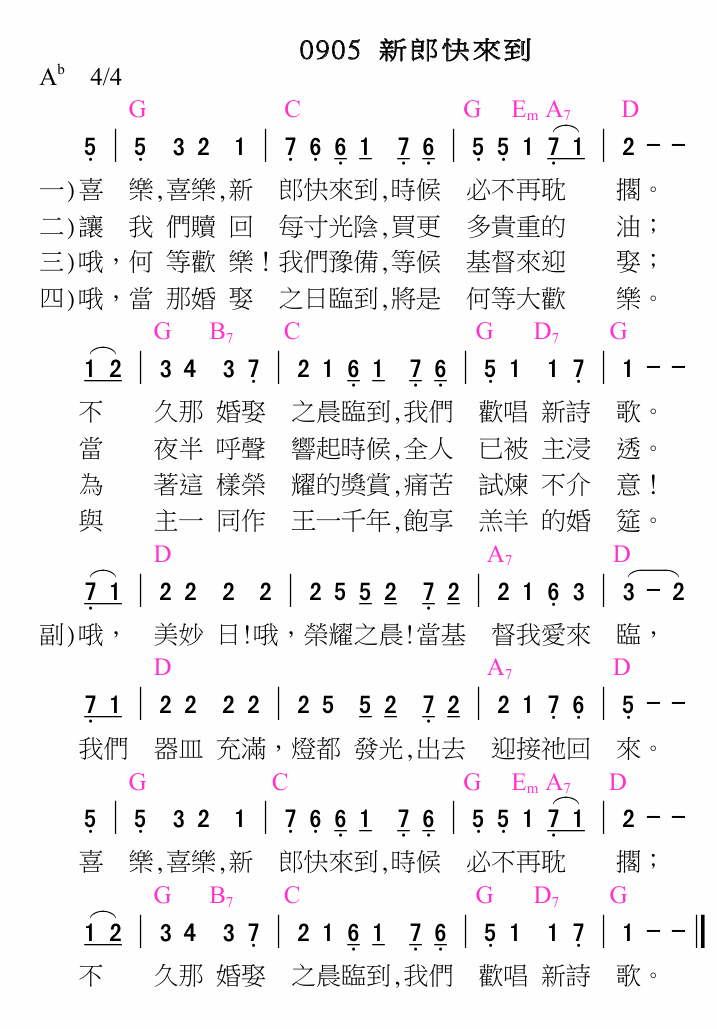 0905 新郎快來到
A♭ 4/4
G C G Em A7 D
5 | 5 3 2 1 | 7 6 6 1 7 6 | 5 5 1 7 1 | 2 - -
一)喜 樂,喜樂,新 郎快來到,時候 必不再耽 擱。
二)讓 我 們贖 回 每寸光陰,買更 多貴重的 油；
三)哦，何 等歡 樂！我們豫備,等候 基督來迎 娶；
四)哦，當 那婚 娶 之日臨到,將是 何等大歡 樂。
G B7 C G D7 G
1 2 | 3 4 3 7 | 2 1 6 1 7 6 | 5 1 1 7 | 1 - -
不 久那 婚娶 之晨臨到,我們 歡唱 新詩 歌。
當 夜半 呼聲 響起時候,全人 已被 主浸 透。
為 著這 樣榮 耀的獎賞,痛苦 試煉 不介 意！
與 主一 同作 王一千年,飽享 羔羊 的婚 筵。
D A7 D
7 1 | 2 2 2 2 | 2 5 5 2 7 2 | 2 1 6 3 | 3 - 2
副)哦， 美妙 日!哦，榮耀之晨!當基 督我愛來 臨，
D A7 D
7 1 | 2 2 2 2 | 2 5 5 2 7 2 | 2 1 7 6 | 5 - -
我們 器皿 充滿，燈都 發光,出去 迎接祂回 來。
G C G Em A7 D
5 | 5 3 2 1 | 7 6 6 1 7 6 | 5 5 1 7 1 | 2 - -
喜 樂,喜樂,新 郎快來到,時候 必不再耽 擱；
G B7 C G D7 G
1 2 | 3 4 3 7 | 2 1 6 1 7 6 | 5 1 1 7 | 1 - -
不 久那 婚娶 之晨臨到,我們 歡唱 新詩 歌。